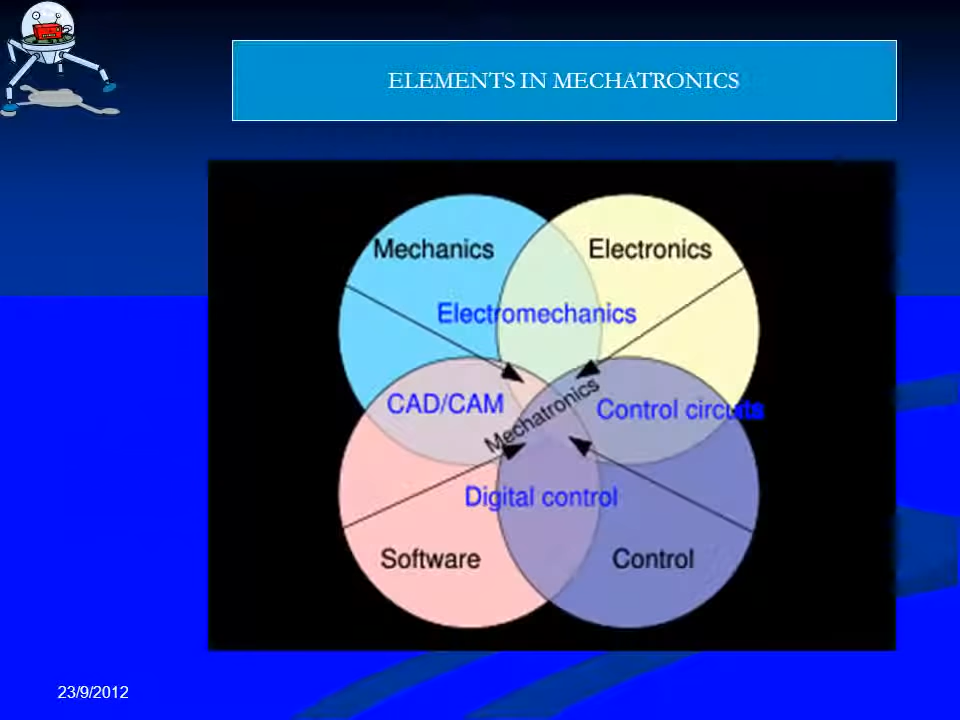 ELEMENTS IN MECHATRONICS
Mechanics
Electronics
Electromechanics
CAD/CAM
Mechatronics
Control circuits
Digital control
Software
Control
23/9/2012